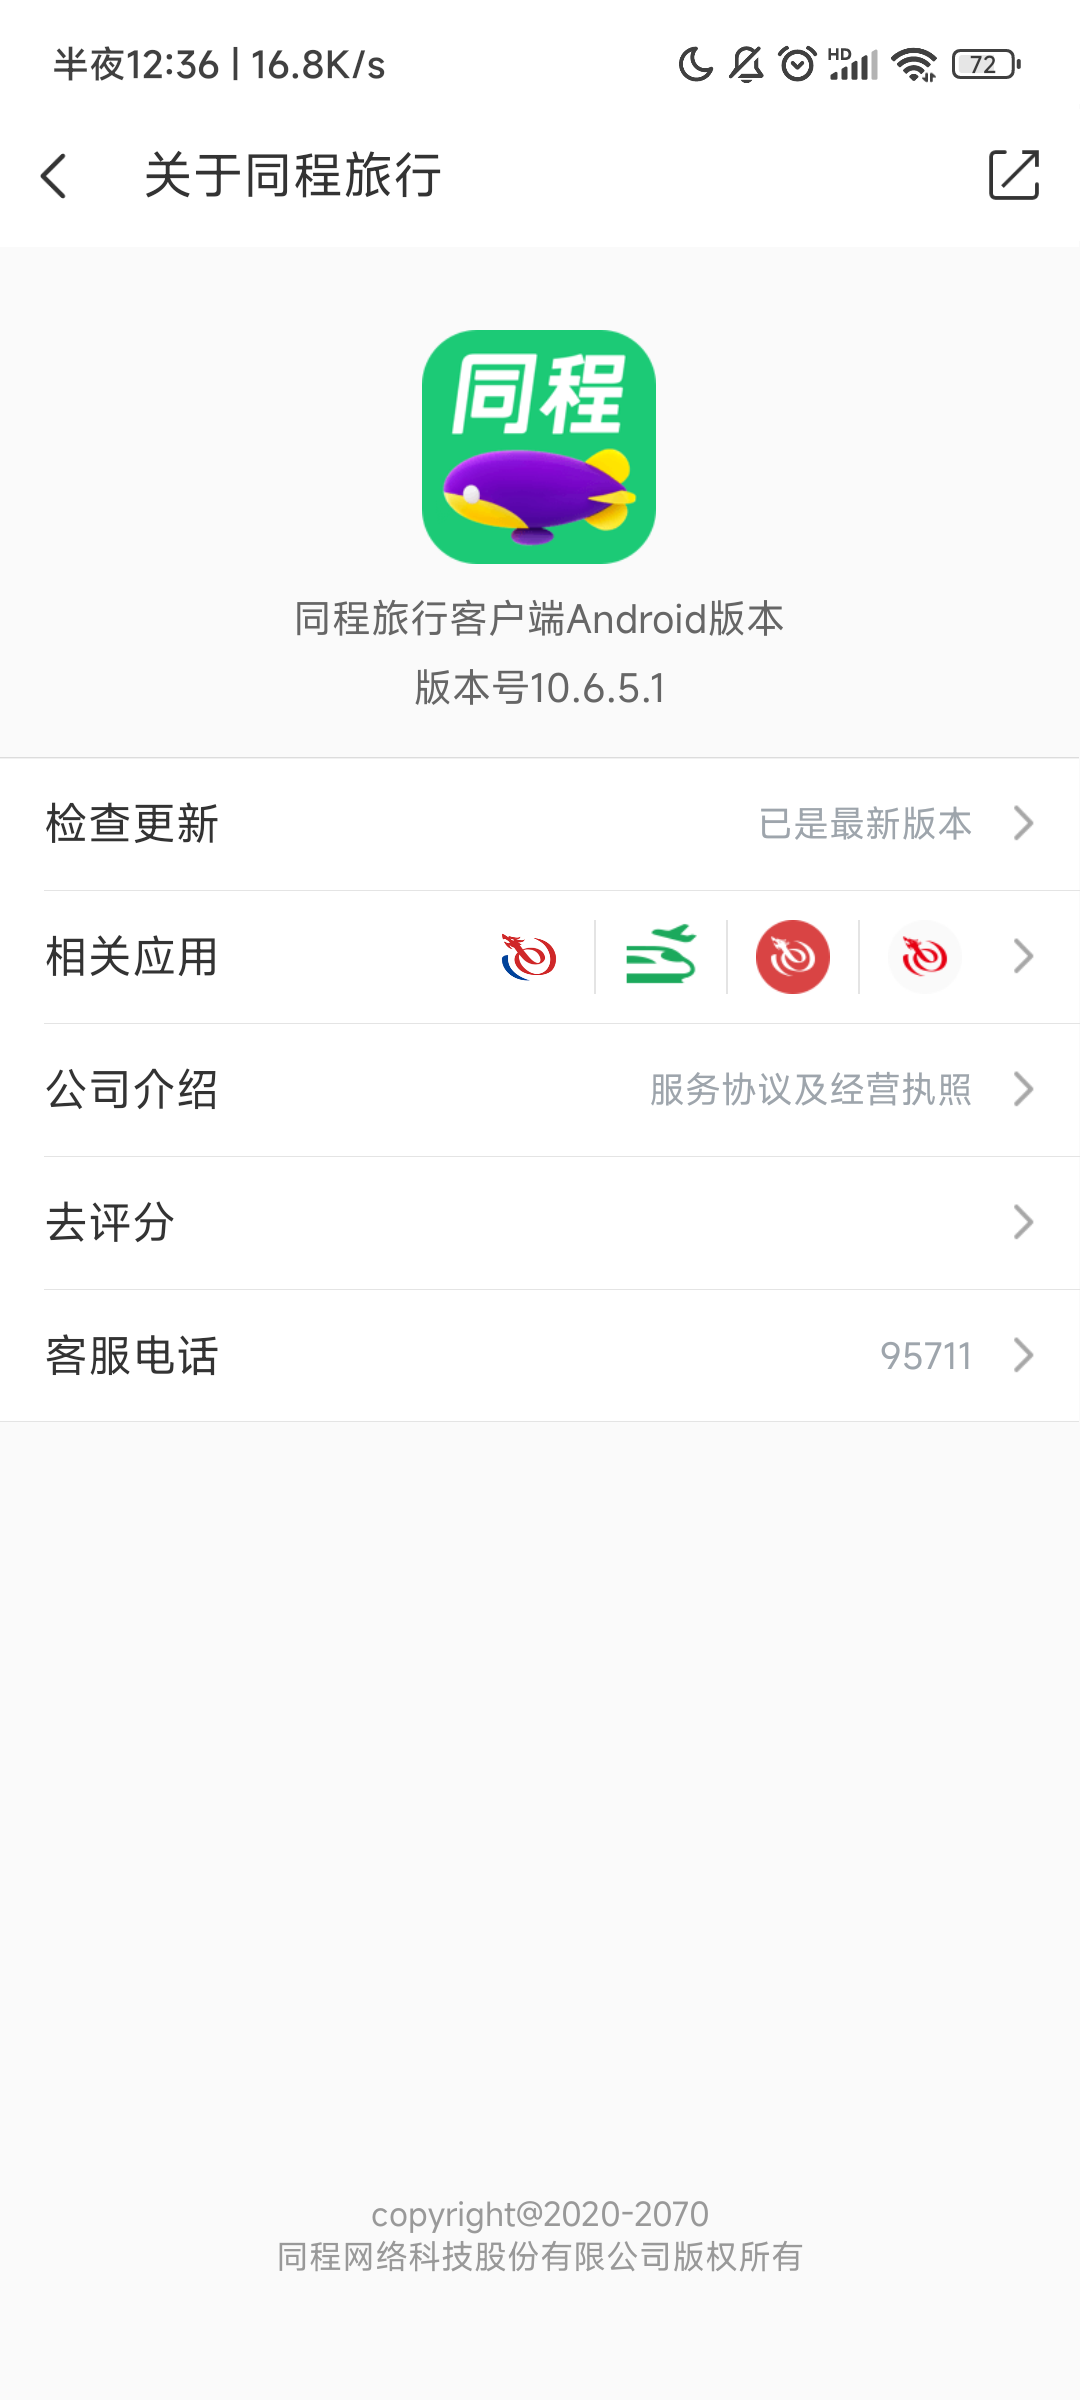 半夜12:36 | 16.8K/s
HD
72
关于同程旅行
同程
同程旅行客户端Android版本
版本号10.6.5.1
检查更新 已是最新版本
相关应用
公司介绍 服务协议及经营执照
去评分
客服电话 95711
copyright@2020-2070
同程网络科技股份有限公司版权所有